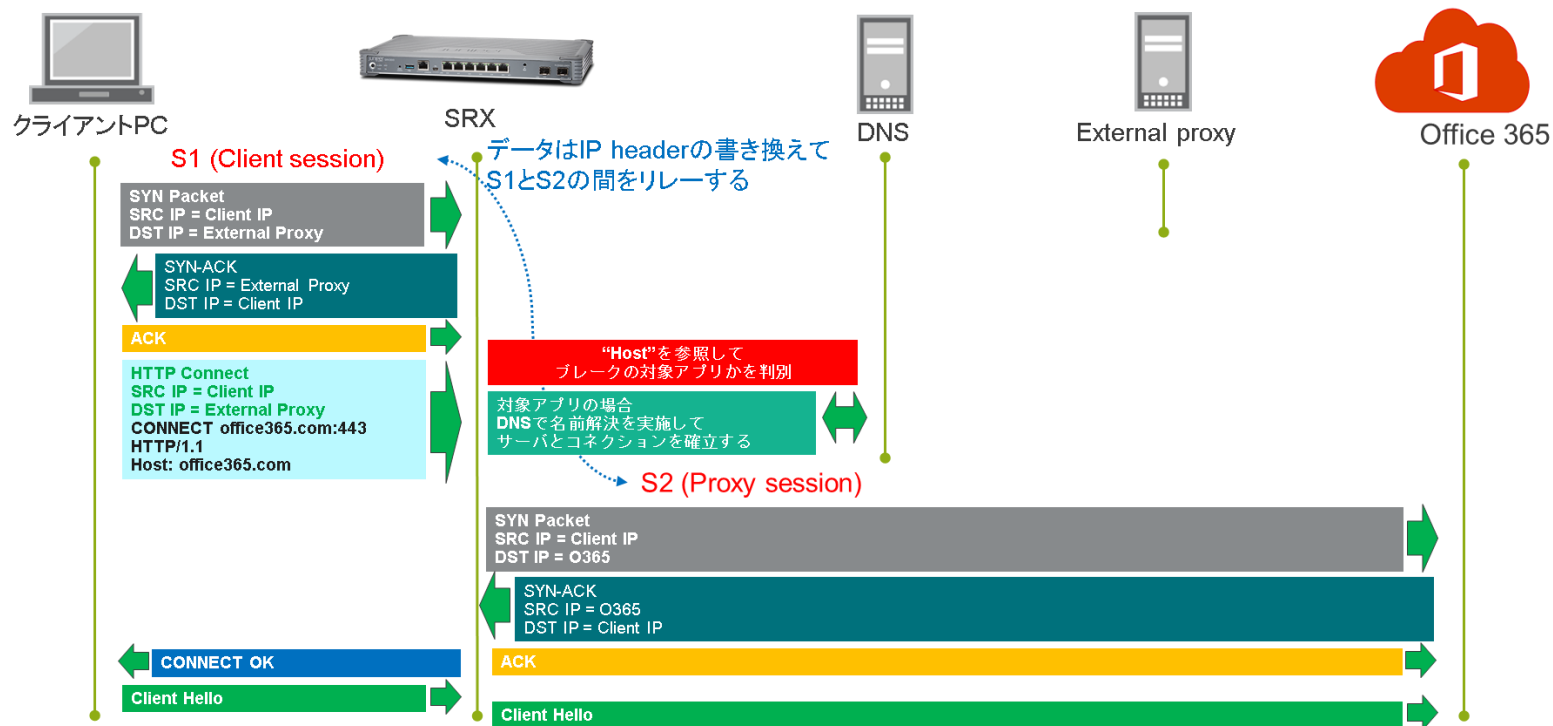 クライアントPC
SRX
DNS
External proxy
Office 365
S1 (Client session)
データはIP headerの書き換えて
S1とS2の間をリレーする
SYN Packet
SRC IP = Client IP
DST IP = External Proxy
SYN-ACK
SRC IP = External Proxy
DST IP = Client IP
ACK
HTTP Connect
SRC IP = Client IP
DST IP = External Proxy
CONNECT office365.com:443
HTTP/1.1
Host: office365.com
“Host”を参照して
ブレークの対象アプリかを判別
対象アプリの場合
DNSで名前解決を実施して
サーバとコネクションを確立する
S2 (Proxy session)
SYN Packet
SRC IP = Client IP
DST IP = O365
SYN-ACK
SRC IP = O365
DST IP = Client IP
CONNECT OK
ACK
Client Hello
Client Hello